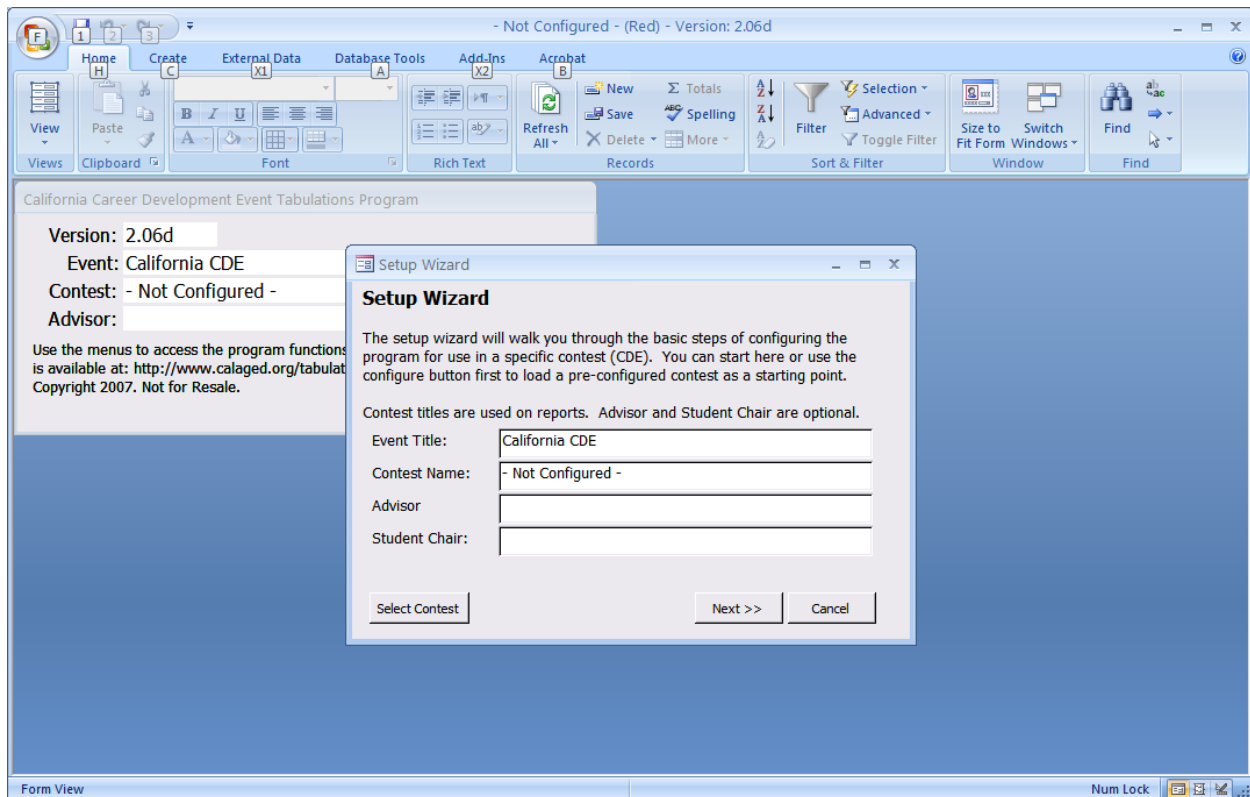 - Not Configured - (Red) - Version: 2.06d
F 1 2 3
Home Create External Data Database Tools Add-Ins Acrobat
H C X1 A X2 B
View
Paste
B I U
A
ab
Refresh
All
New
Save
Delete
Σ Totals
ABC Spelling
More
A
Z
Z
A
A
Z
Filter
Selection
Advanced
Toggle Filter
Size to
Fit Form
Switch
Windows
Find
ab
ac
Views Clipboard Font Rich Text Records Sort & Filter Window Find
California Career Development Event Tabulations Program
Version: 2.06d
Event: California CDE
Contest: - Not Configured -
Advisor:
Use the menus to access the program functions
is available at: http://www.calaged.org/tabulat
Copyright 2007. Not for Resale.
Setup Wizard
Setup Wizard
The setup wizard will walk you through the basic steps of configuring the
program for use in a specific contest (CDE). You can start here or use the
configure button first to load a pre-configured contest as a starting point.
Contest titles are used on reports. Advisor and Student Chair are optional.
Event Title: California CDE
Contest Name: - Not Configured -
Advisor
Student Chair:
Select Contest Next >> Cancel
Form View Num Lock